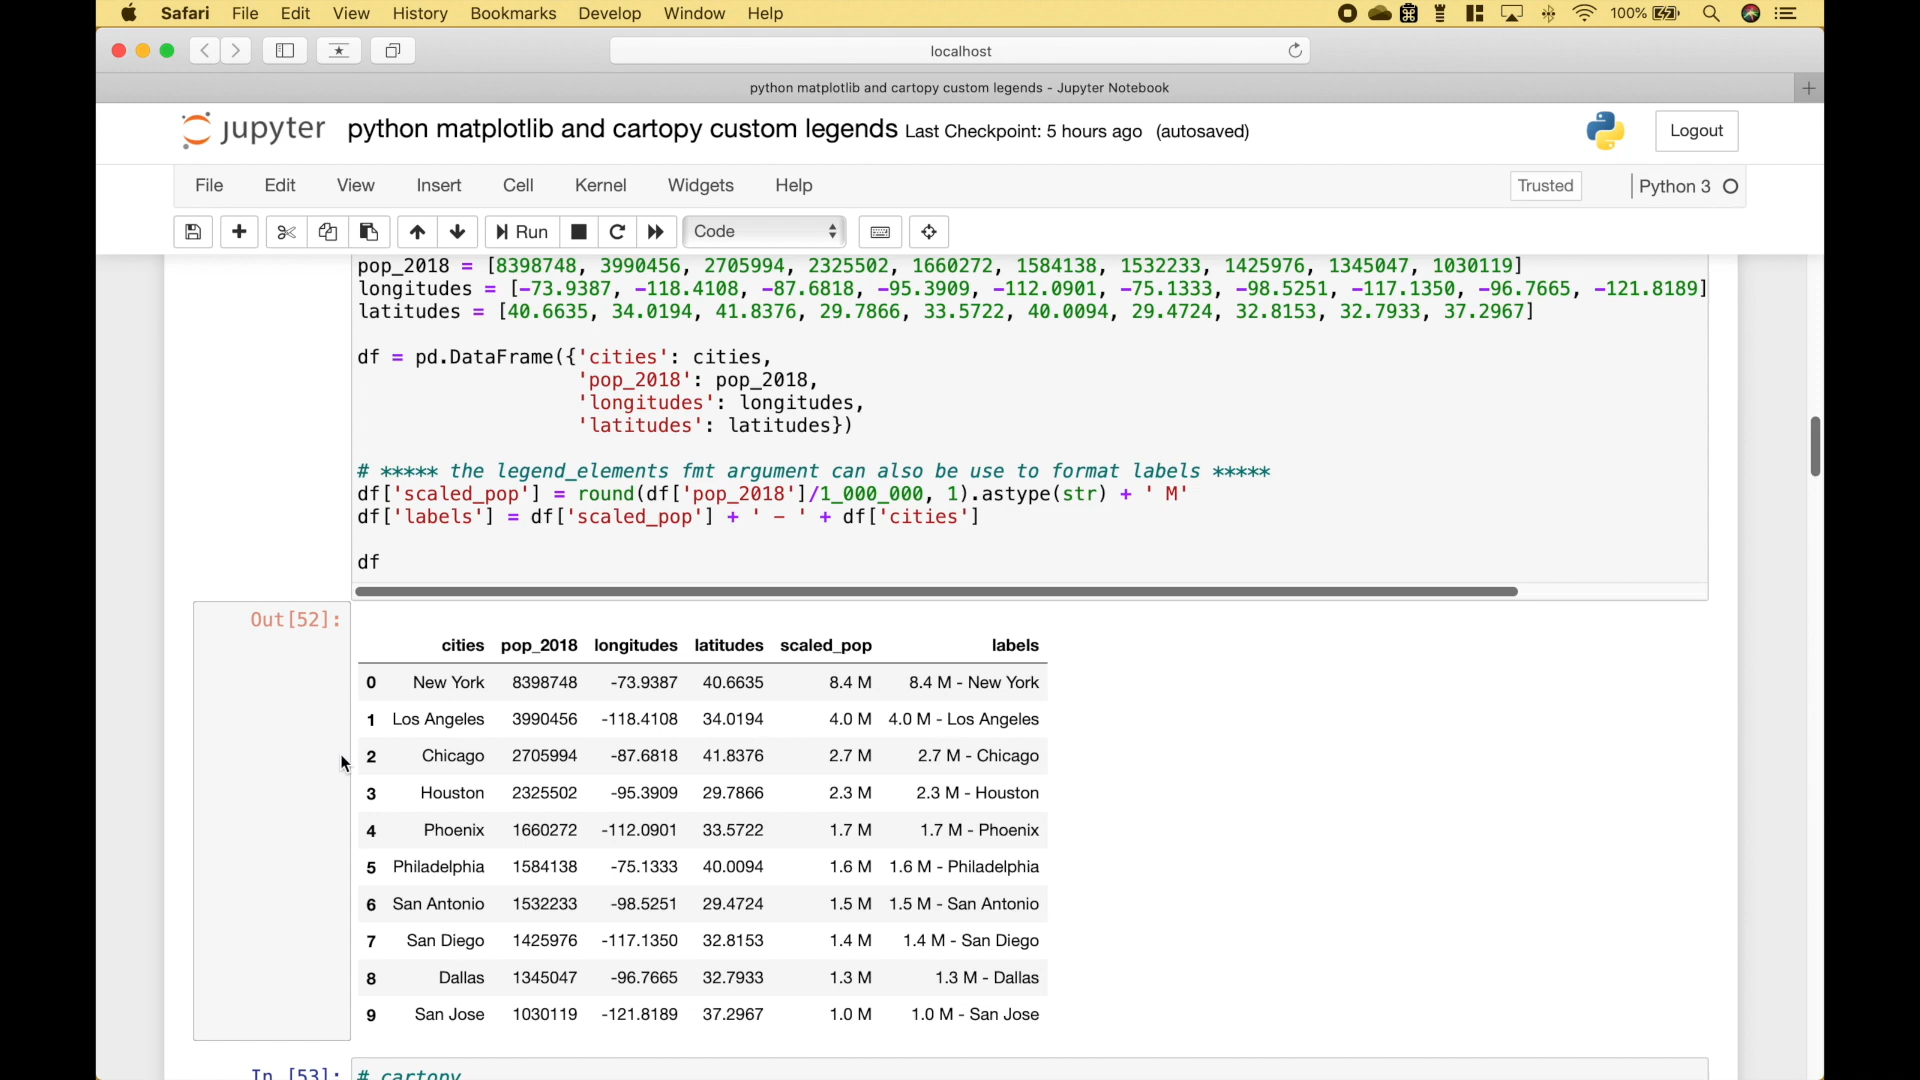 Safari File Edit View History Bookmarks Develop Window Help 100%
localhost
python matplotlib and cartopy custom legends - Jupyter Notebook
jupyter python matplotlib and cartopy custom legends Last Checkpoint: 5 hours ago (autosaved) Logout
File Edit View Insert Cell Kernel Widgets Help Trusted Python 3
Run Code
pop_2018 = [8398748, 3990456, 2705994, 2325502, 1660272, 1584138, 1532233, 1425976, 1345047, 1030119]
longitudes = [-73.9387, -118.4108, -87.6818, -95.3909, -112.0901, -75.1333, -98.5251, -117.1350, -96.7665, -121.8189]
latitudes = [40.6635, 34.0194, 41.8376, 29.7866, 33.5722, 40.0094, 29.4724, 32.8153, 32.7933, 37.2967]
df = pd.DataFrame({'cities': cities,
'pop_2018': pop_2018,
'longitudes': longitudes,
'latitudes': latitudes})
# ***** the legend_elements fmt argument can also be use to format labels *****
df['scaled_pop'] = round(df['pop_2018']/1_000_000, 1).astype(str) + ' M'
df['labels'] = df['scaled_pop'] + ' - ' + df['cities']
df
Out[52]:
cities pop_2018 longitudes latitudes scaled_pop labels
0 New York 8398748 -73.9387 40.6635 8.4 M 8.4 M - New York
1 Los Angeles 3990456 -118.4108 34.0194 4.0 M 4.0 M - Los Angeles
2 Chicago 2705994 -87.6818 41.8376 2.7 M 2.7 M - Chicago
3 Houston 2325502 -95.3909 29.7866 2.3 M 2.3 M - Houston
4 Phoenix 1660272 -112.0901 33.5722 1.7 M 1.7 M - Phoenix
5 Philadelphia 1584138 -75.1333 40.0094 1.6 M 1.6 M - Philadelphia
6 San Antonio 1532233 -98.5251 29.4724 1.5 M 1.5 M - San Antonio
7 San Diego 1425976 -117.1350 32.8153 1.4 M 1.4 M - San Diego
8 Dallas 1345047 -96.7665 32.7933 1.3 M 1.3 M - Dallas
9 San Jose 1030119 -121.8189 37.2967 1.0 M 1.0 M - San Jose
In [53]: # cartopy